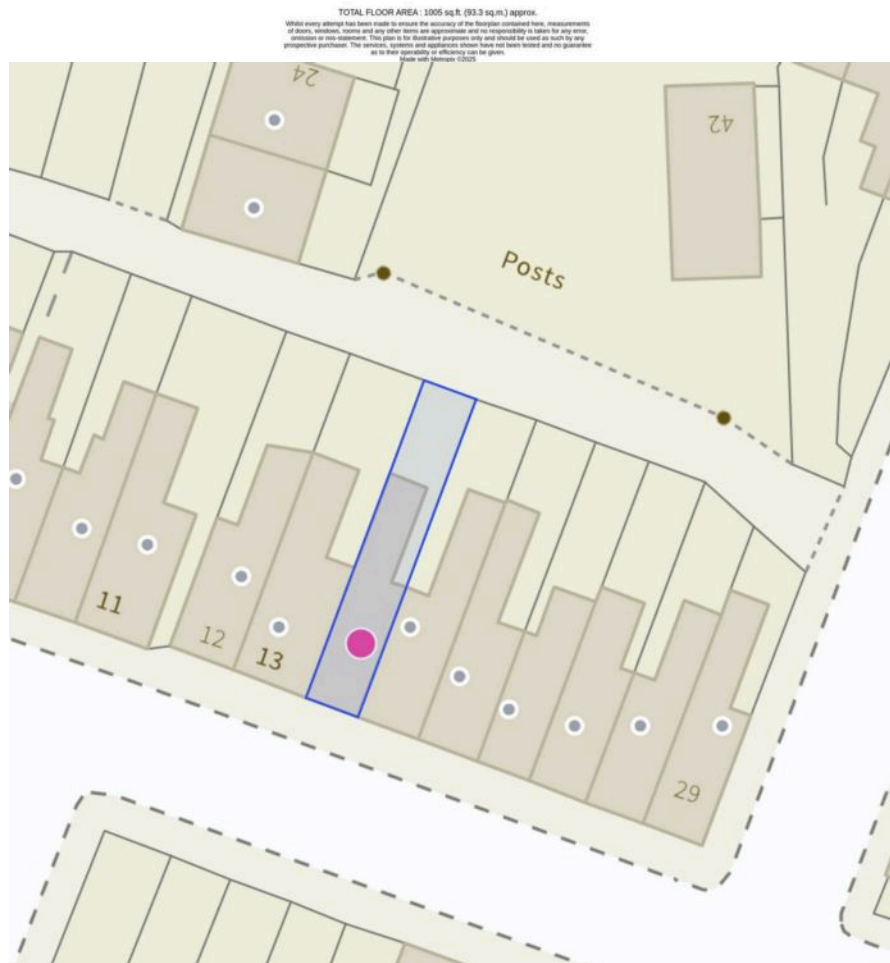 TOTAL FLOOR AREA : 1005 sq.ft. (93.3 sq.m.) approx.
Whilst every attempt has been made to ensure the accuracy of the floorplan contained here, measurements
of doors, windows, rooms and any other items are approximate and no responsibility is taken for any error,
omission or mis-statement. This plan is for illustrative purposes only and should be used as such by any
prospective purchaser. The services, systems and appliances shown have not been tested and no guarantee
as to their operability or efficiency can be given.
Made with Metropix ©2025
24
42
Posts
11
12
13
29